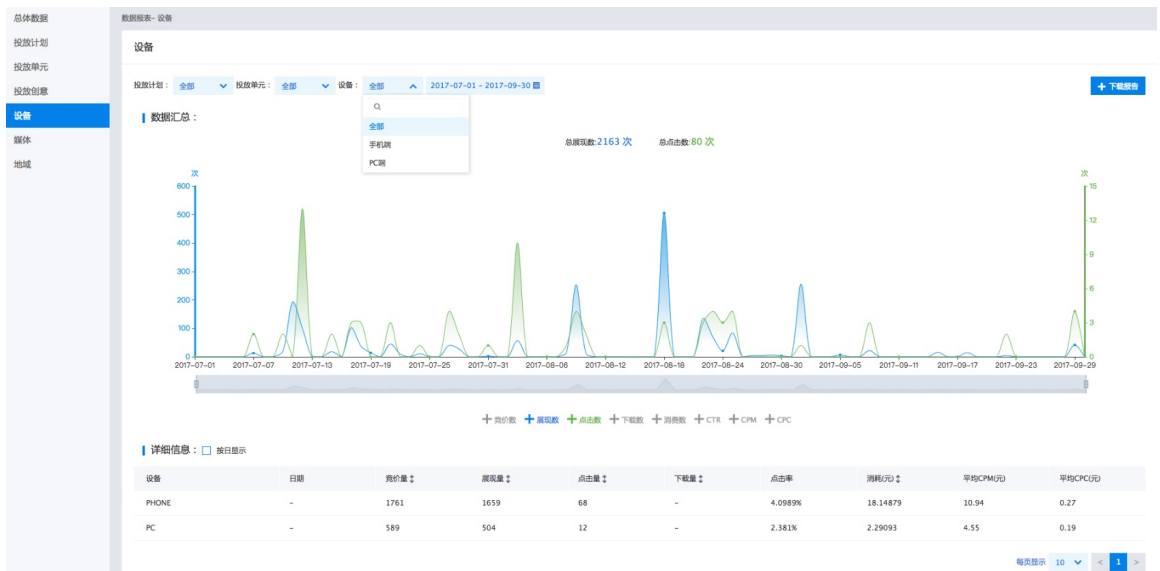 总体数据
投放计划
投放单元
投放创意
设备
媒体
地域
数据报表- 设备
设备
投放计划： 全部 投放单元： 全部 设备： 全部 2017-07-01 - 2017-09-30
+ 下载报告
全部
手机端
PC端
数据汇总：
总展现数:2163 次 总点击数:80 次
次 次
600 15
500
12
400
9
300
6
200
100 3
0 0
2017-07-01 2017-07-07 2017-07-13 2017-07-19 2017-07-25 2017-07-31 2017-08-06 2017-08-12 2017-08-18 2017-08-24 2017-08-30 2017-09-05 2017-09-11 2017-09-17 2017-09-23 2017-09-29
竞价数 展现数 点击数 下载数 消费数 CTR CPM CPC
详细信息： 按日显示
设备 日期 竞价量 展现量 点击量 下载量 点击率 消耗(元) 平均CPM(元) 平均CPC(元)
PHONE - 1761 1659 68 - 4.0989% 18.14879 10.94 0.27
PC - 589 504 12 - 2.381% 2.29093 4.55 0.19
每页显示 10 < 1 >